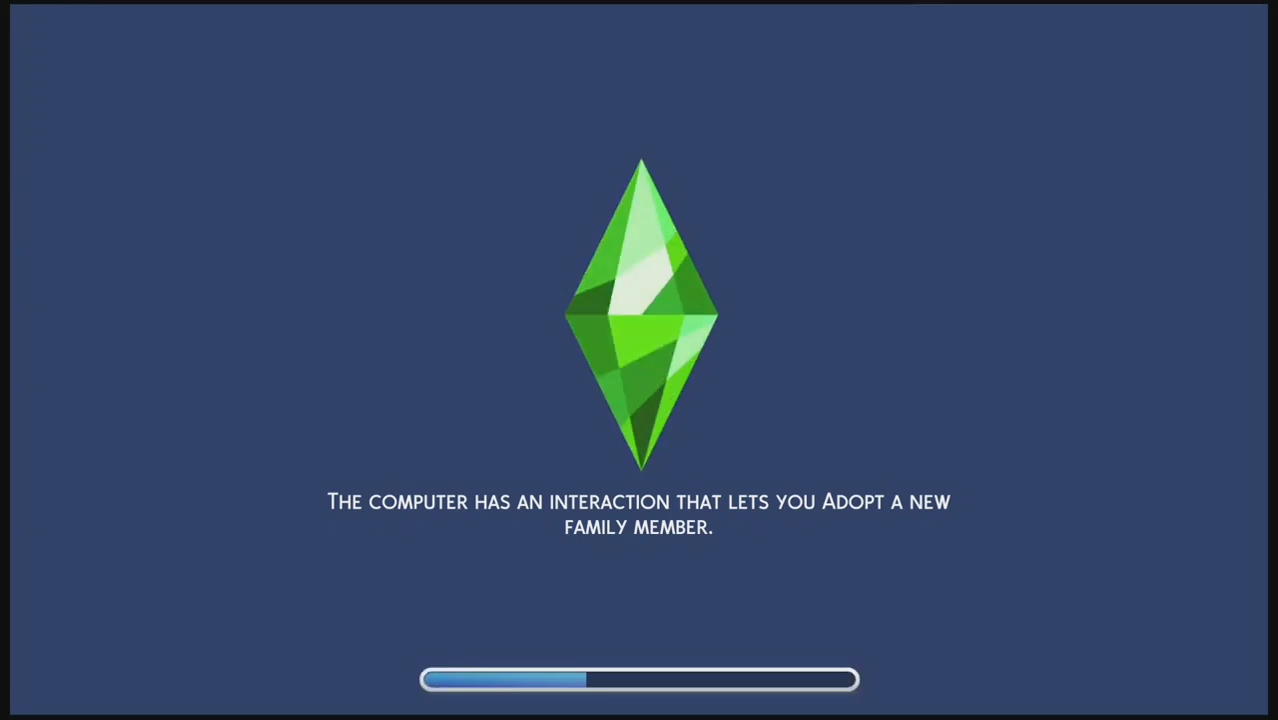 The computer has an interaction that lets you Adopt a new
family member.